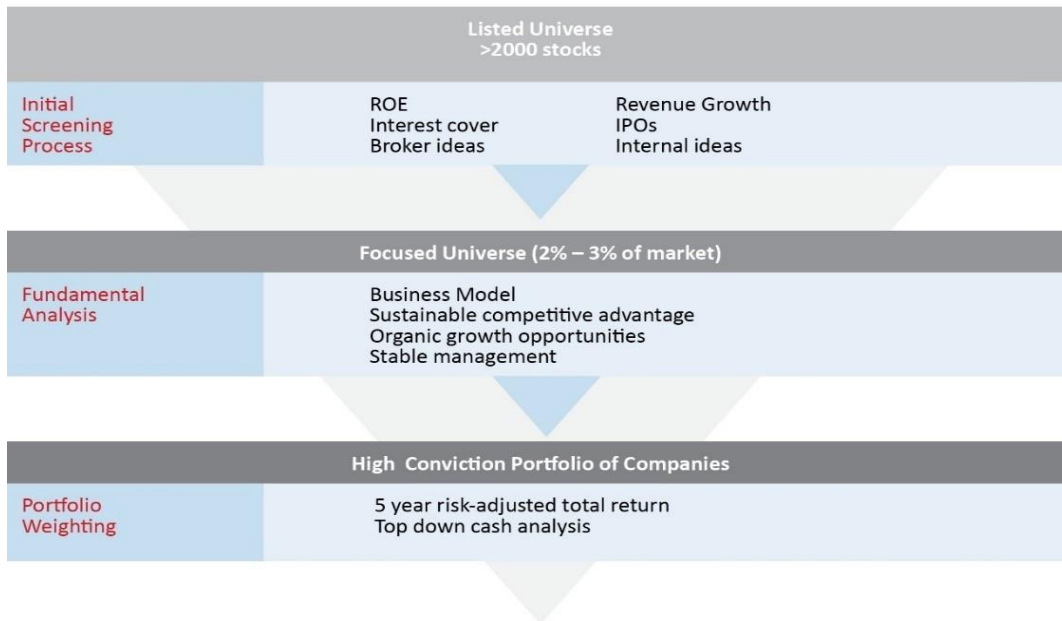 Listed Universe
>2000 stocks
Initial
Screening
Process
ROE
Interest cover
Broker ideas
Revenue Growth
IPOs
Internal ideas
Focused Universe (2% – 3% of market)
Fundamental
Analysis
Business Model
Sustainable competitive advantage
Organic growth opportunities
Stable management
High Conviction Portfolio of Companies
Portfolio
Weighting
5 year risk-adjusted total return
Top down cash analysis